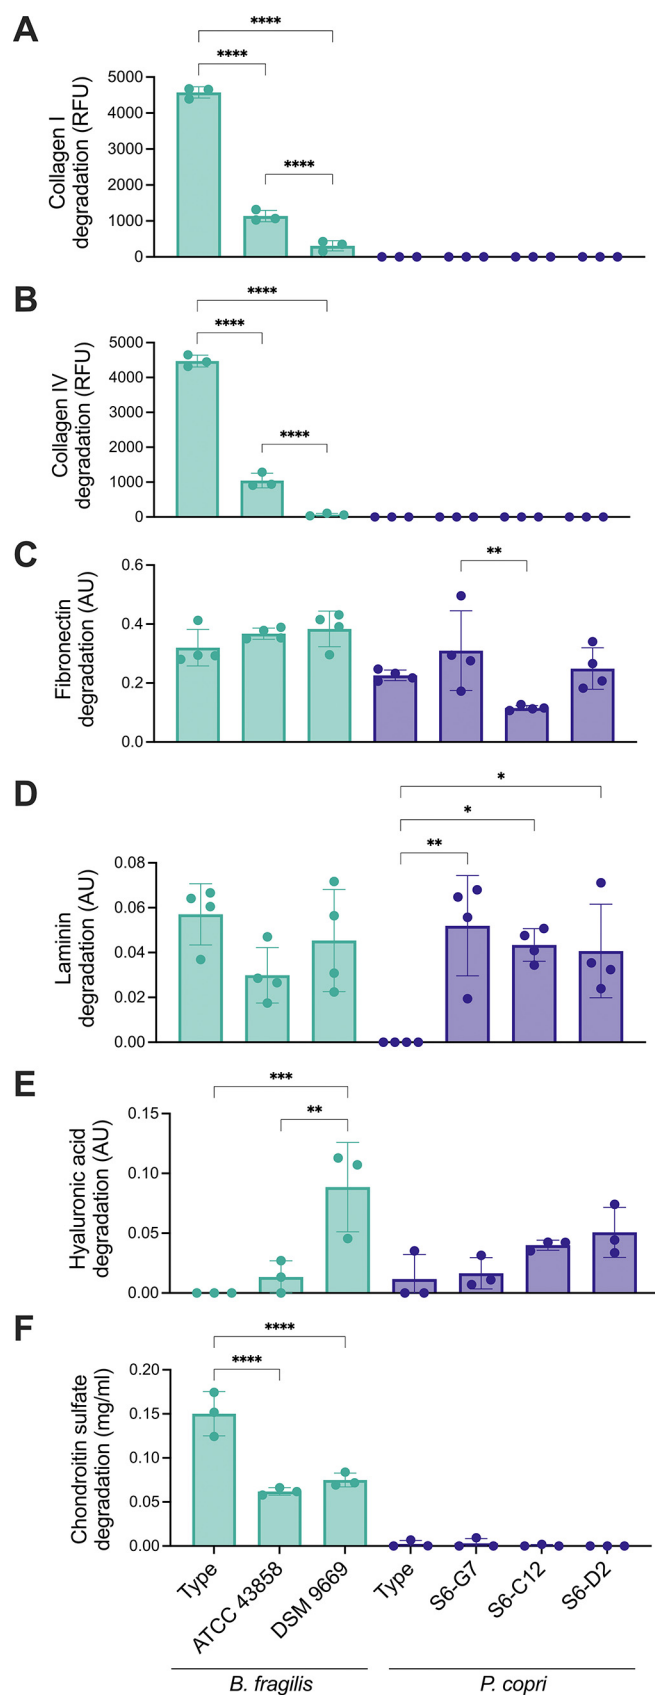 A
****
****
Collagen I
degradation (RFU)
5000
4000
3000
2000
1000
0
****
B
****
****
Collagen IV
degradation (RFU)
5000
4000
3000
2000
1000
0
****
C
Fibronectin
degradation (AU)
0.6
0.4
0.2
0.0
**
D
*
*
**
Laminin
degradation (AU)
0.08
0.06
0.04
0.02
0.00
E
***
**
Hyaluronic acid
degradation (AU)
0.15
0.10
0.05
0.00
F
****
****
Chondroitin sulfate
degradation (mg/ml)
0.20
0.15
0.10
0.05
0.00
Type
ATCC 43858
DSM 9669
Type
S6-G7
S6-C12
S6-D2
B. fragilis
P. copri